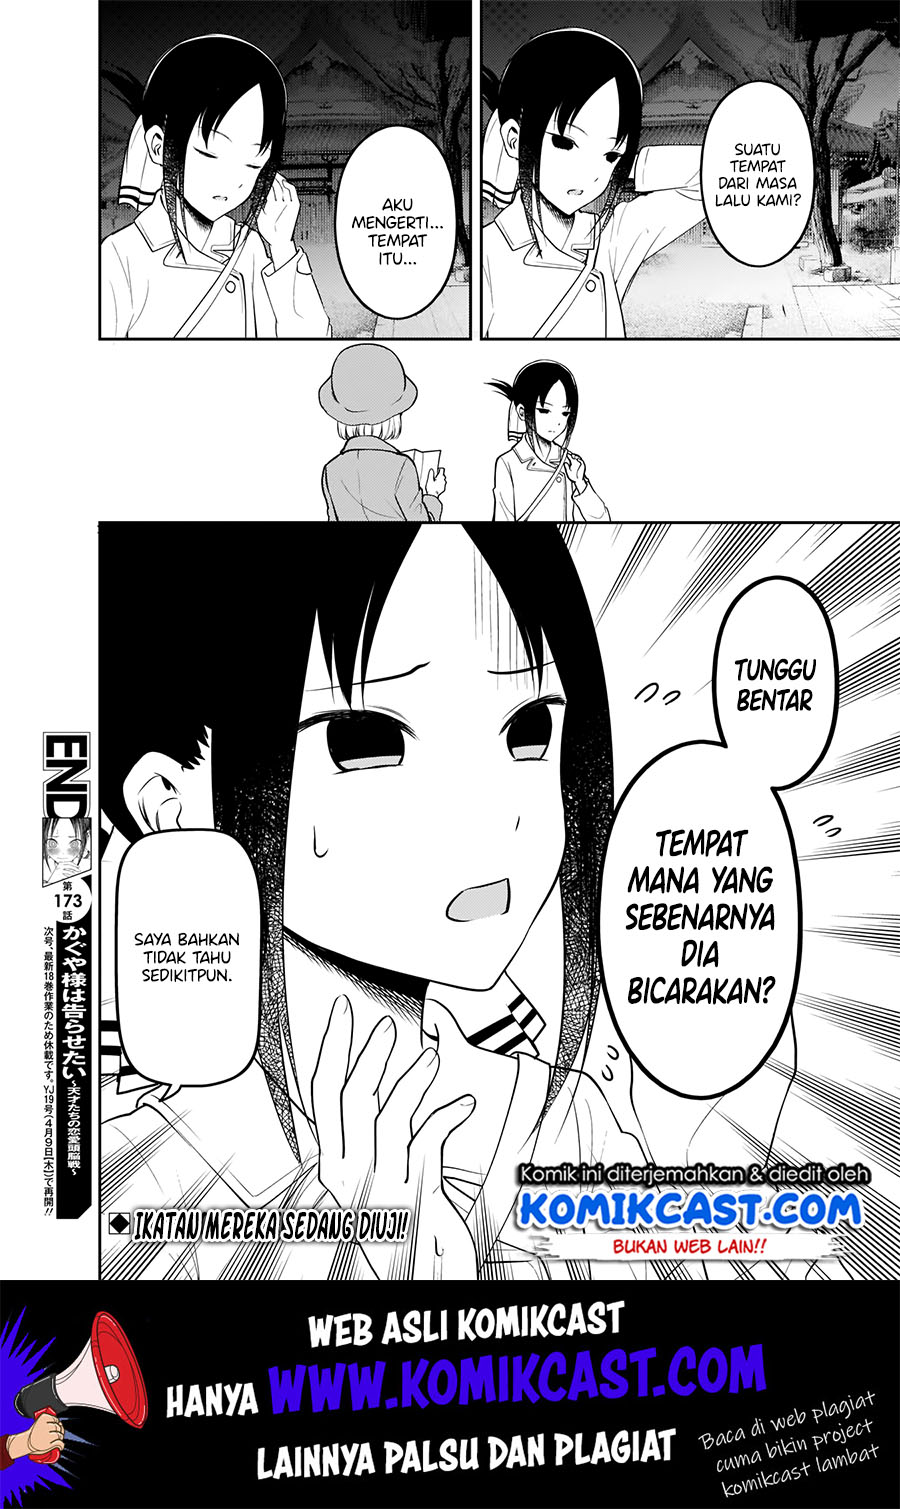 SUATU
TEMPAT
DARI MASA
LALU KAMI?
AKU
MENGERTI...
TEMPAT
ITU...
TUNGGU
BENTAR
TEMPAT
MANA YANG
SEBENARNYA
DIA
BICARAKAN?
SAYA BAHKAN
TIDAK TAHU
SEDIKITPUN.
END
第
173
話
かぐや様は告らせたい
~天才たちの恋愛頭脳戦~
次号、最新18巻作業のため休載です。YJ19号(4月9日[木])で再開!!
◆ IKATAN MEREKA SEDANG DIUJI!
Komik ini diterjemahkan & diedit oleh
KOMIKCAST.COM
BUKAN WEB LAIN!!
WEB ASLI KOMIKCAST
HANYA WWW.KOMIKCAST.COM
LAINNYA PALSU DAN PLAGIAT
Baca di web plagiat
cuma bikin project
komikcast lambat